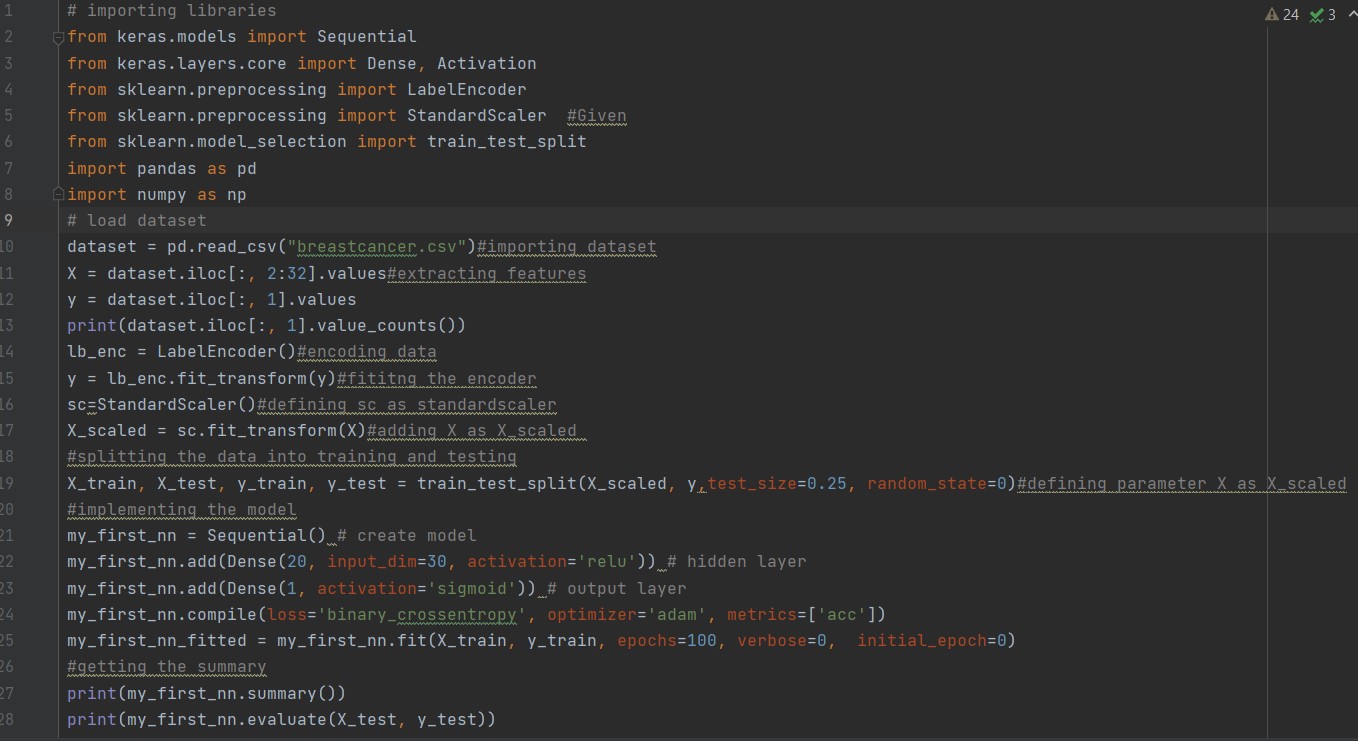 24 3
1 # importing libraries
2 from keras.models import Sequential
3 from keras.layers.core import Dense, Activation
4 from sklearn.preprocessing import LabelEncoder
5 from sklearn.preprocessing import StandardScaler  #Given
6 from sklearn.model_selection import train_test_split
7 import pandas as pd
8 import numpy as np
9 # load dataset
10 dataset = pd.read_csv("breastcancer.csv")#importing dataset
11 X = dataset.iloc[:, 2:32].values#extracting features
12 y = dataset.iloc[:, 1].values
13 print(dataset.iloc[:, 1].value_counts())
14 lb_enc = LabelEncoder()#encoding data
15 y = lb_enc.fit_transform(y)#fititng the encoder
16 sc=StandardScaler()#defining sc as standardscaler
17 X_scaled = sc.fit_transform(X)#adding X as X_scaled
18 #splitting the data into training and testing
19 X_train, X_test, y_train, y_test = train_test_split(X_scaled, y,test_size=0.25, random_state=0)#defining parameter X as X_scaled
20 #implementing the model
21 my_first_nn = Sequential() # create model
22 my_first_nn.add(Dense(20, input_dim=30, activation='relu')) # hidden layer
23 my_first_nn.add(Dense(1, activation='sigmoid')) # output layer
24 my_first_nn.compile(loss='binary_crossentropy', optimizer='adam', metrics=['acc'])
25 my_first_nn_fitted = my_first_nn.fit(X_train, y_train, epochs=100, verbose=0,  initial_epoch=0)
26 #getting the summary
27 print(my_first_nn.summary())
28 print(my_first_nn.evaluate(X_test, y_test))